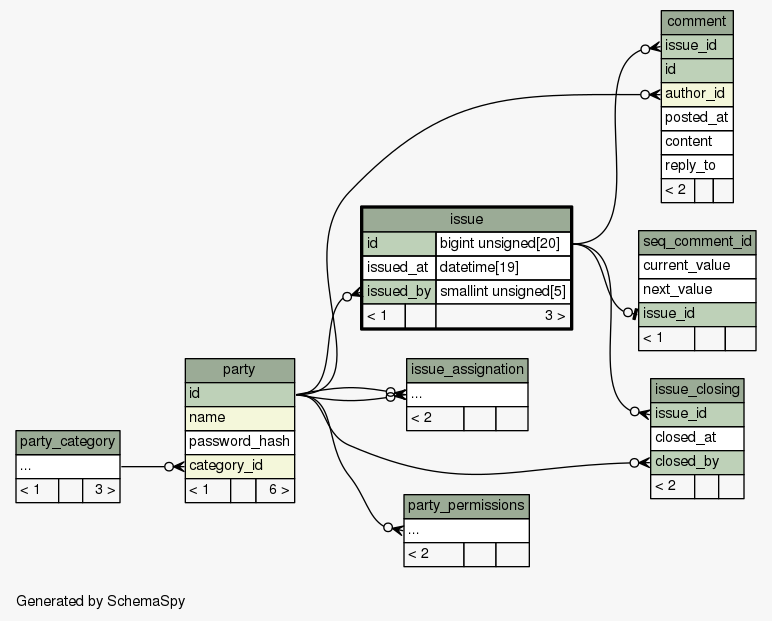 comment
issue_id
id
author_id
posted_at
content
reply_to
< 2
issue
id bigint unsigned[20]
issued_at datetime[19]
issued_by smallint unsigned[5]
< 1 3 >
seq_comment_id
current_value
next_value
issue_id
< 1
party
id
name
password_hash
category_id
< 1 6 >
issue_assignation
...
< 2
issue_closing
issue_id
closed_at
closed_by
< 2
party_category
...
< 1 3 >
party_permissions
...
< 2
Generated by SchemaSpy